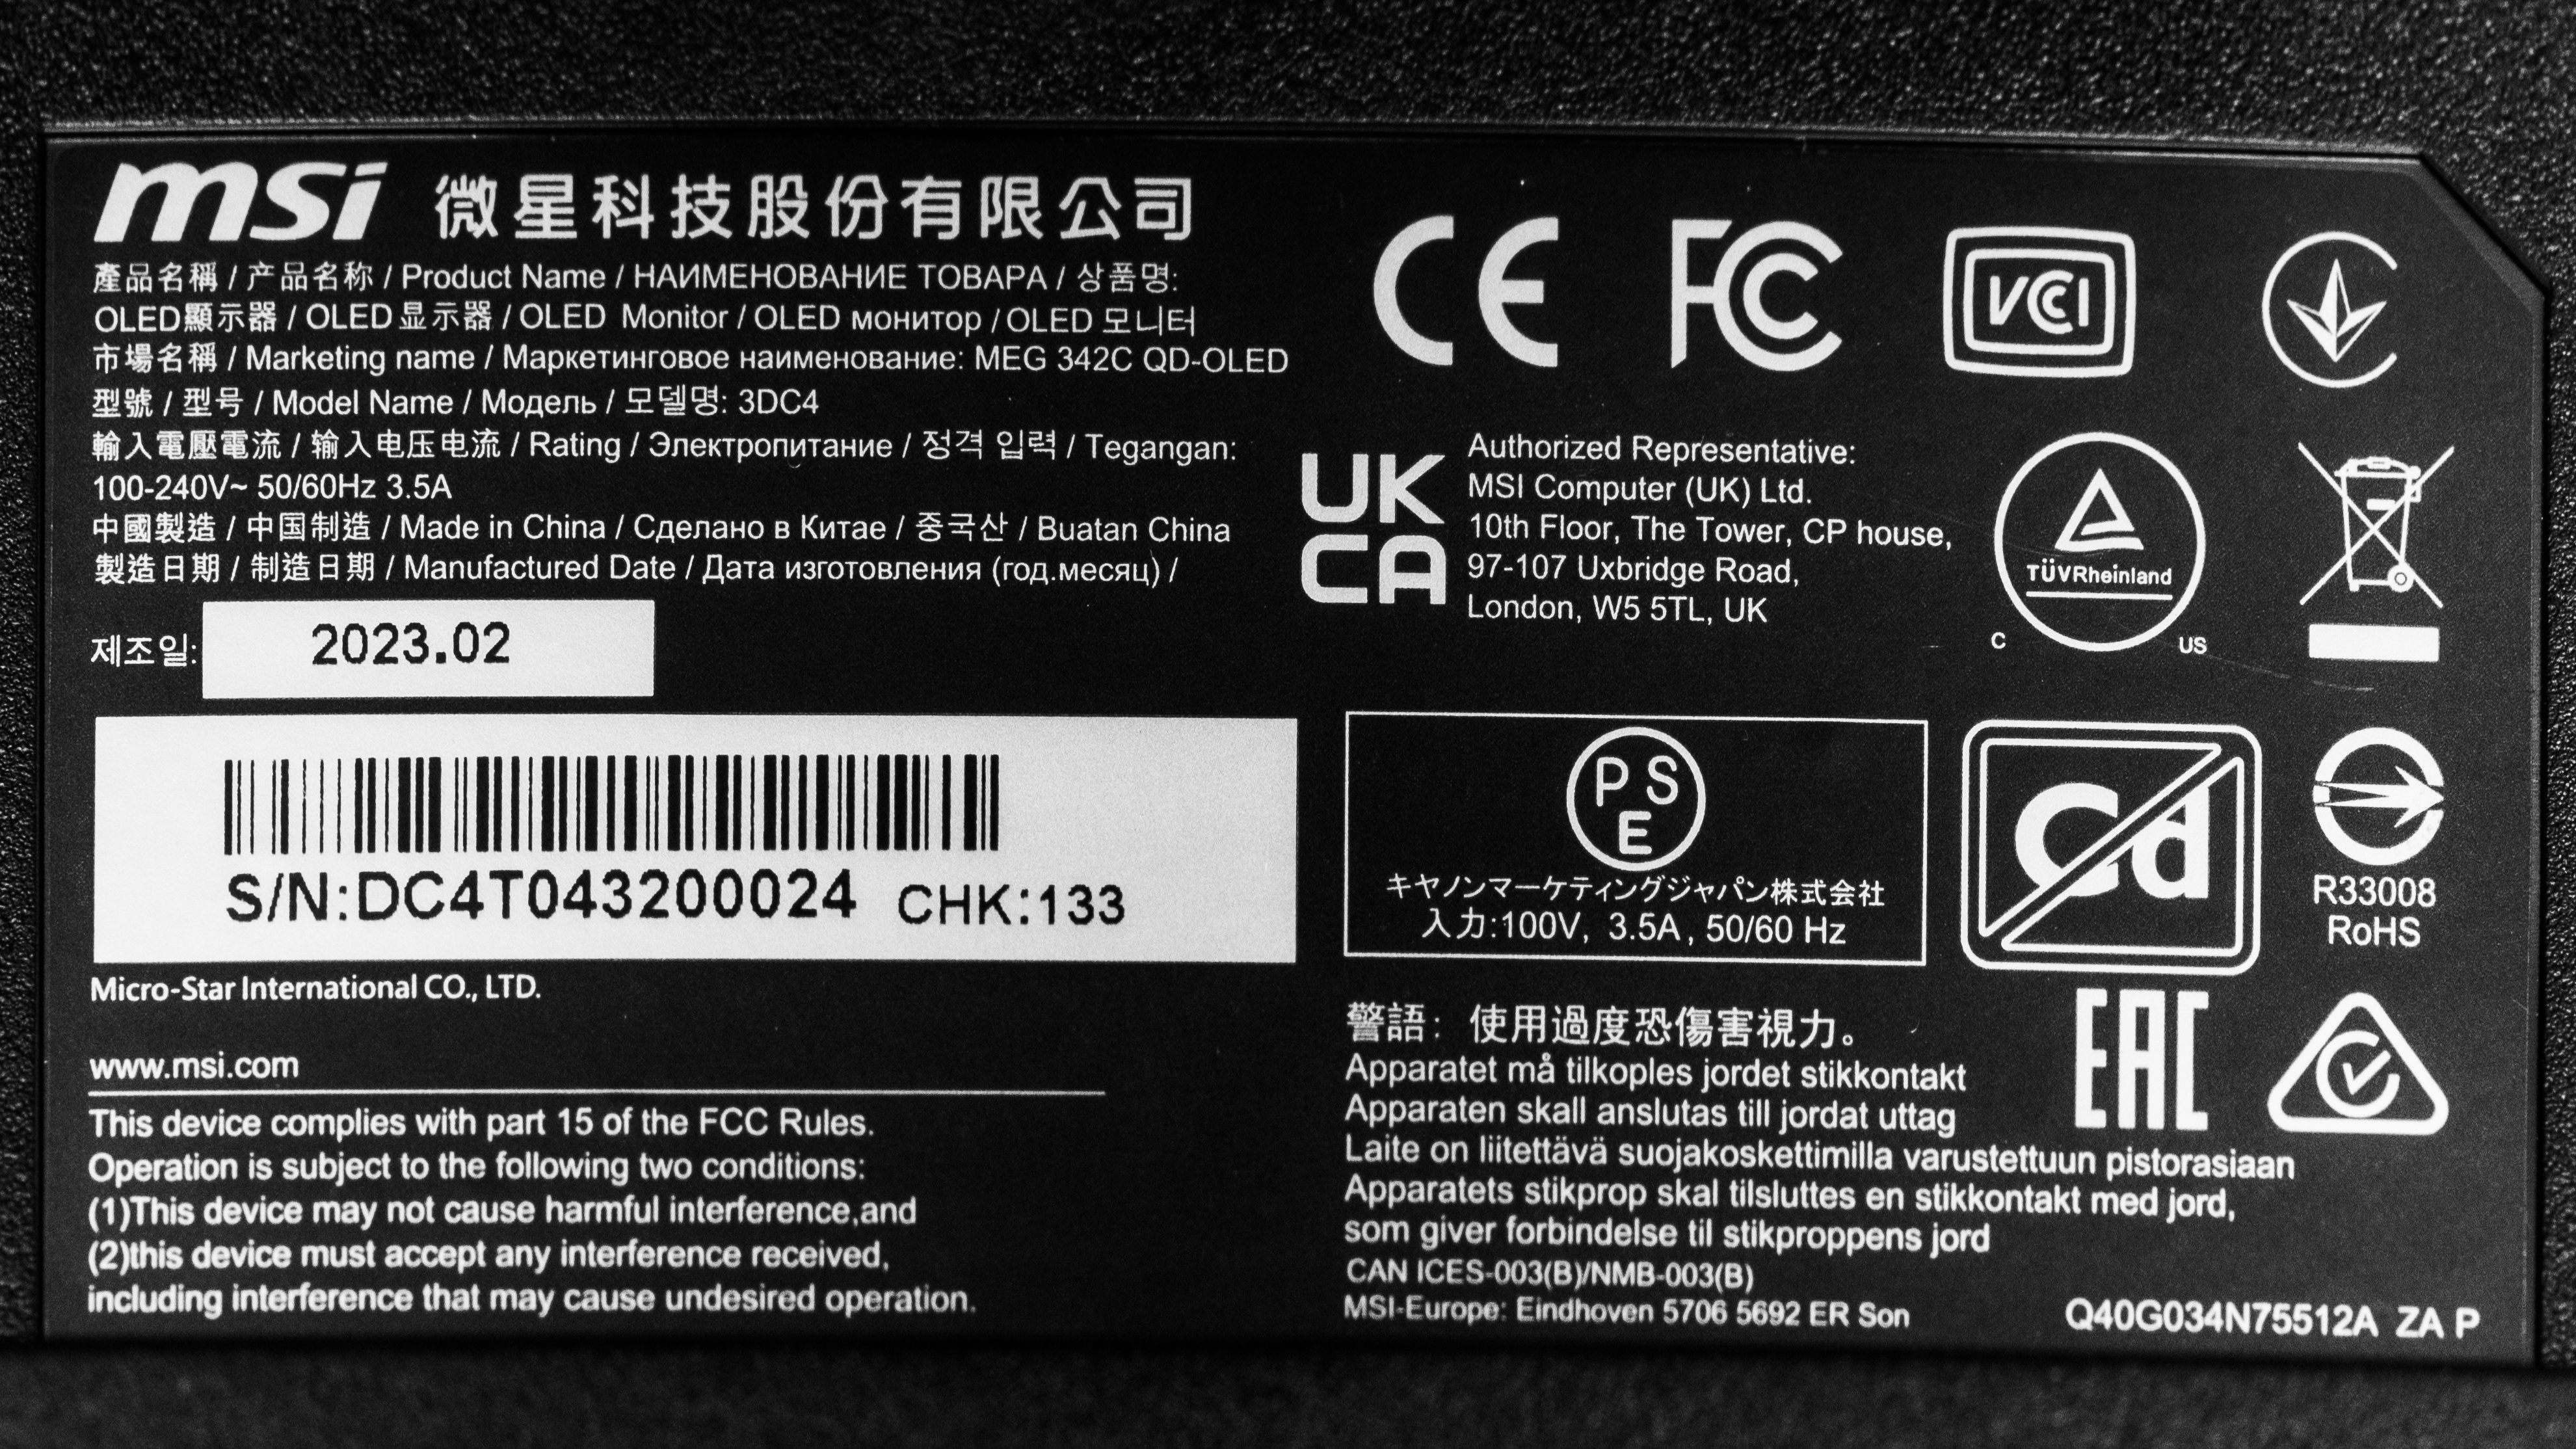 msi 微星科技股份有限公司
產品名稱 / 产品名称 / Product Name / НАИМЕНОВАНИЕ ТОВАРА / 상품명:
OLED顯示器 / OLED显示器 / OLED Monitor / OLED монитор / OLED 모니터
市場名稱 / Marketing name / Маркетинговое наименование: MEG 342C QD-OLED
型號 / 型号 / Model Name / Модель / 모델명: 3DC4
輸入電壓電流 / 输入电压电流 / Rating / Электропитание / 정격 입력 / Tegangan:
100-240V~ 50/60Hz 3.5A
中國製造 / 中国制造 / Made in China / Сделано в Китае / 중국산 / Buatan China
製造日期 / 制造日期 / Manufactured Date / Дата изготовления (год.месяц) /
제조일: 2023.02
S/N:DC4T043200024 CHK:133
Micro-Star International CO., LTD.
www.msi.com
This device complies with part 15 of the FCC Rules.
Operation is subject to the following two conditions:
(1)This device may not cause harmful interference,and
(2)this device must accept any interference received,
including interference that may cause undesired operation.
CE FC VCCI
UK
CA
Authorized Representative:
MSI Computer (UK) Ltd.
10th Floor, The Tower, CP house,
97-107 Uxbridge Road,
London, W5 5TL, UK
TÜVRheinland
C US
PS
E
キヤノンマーケティングジャパン株式会社
入力:100V, 3.5A, 50/60 Hz
Cd
R33008
RoHS
警語：使用過度恐傷害視力。
Apparatet må tilkoples jordet stikkontakt
Apparaten skall anslutas till jordat uttag
Laite on liitettävä suojakoskettimilla varustettuun pistorasiaan
Apparatets stikprop skal tilsluttes en stikkontakt med jord,
som giver forbindelse til stikproppens jord
CAN ICES-003(B)/NMB-003(B)
MSI-Europe: Eindhoven 5706 5692 ER Son
EAC
Q40G034N75512A ZA P